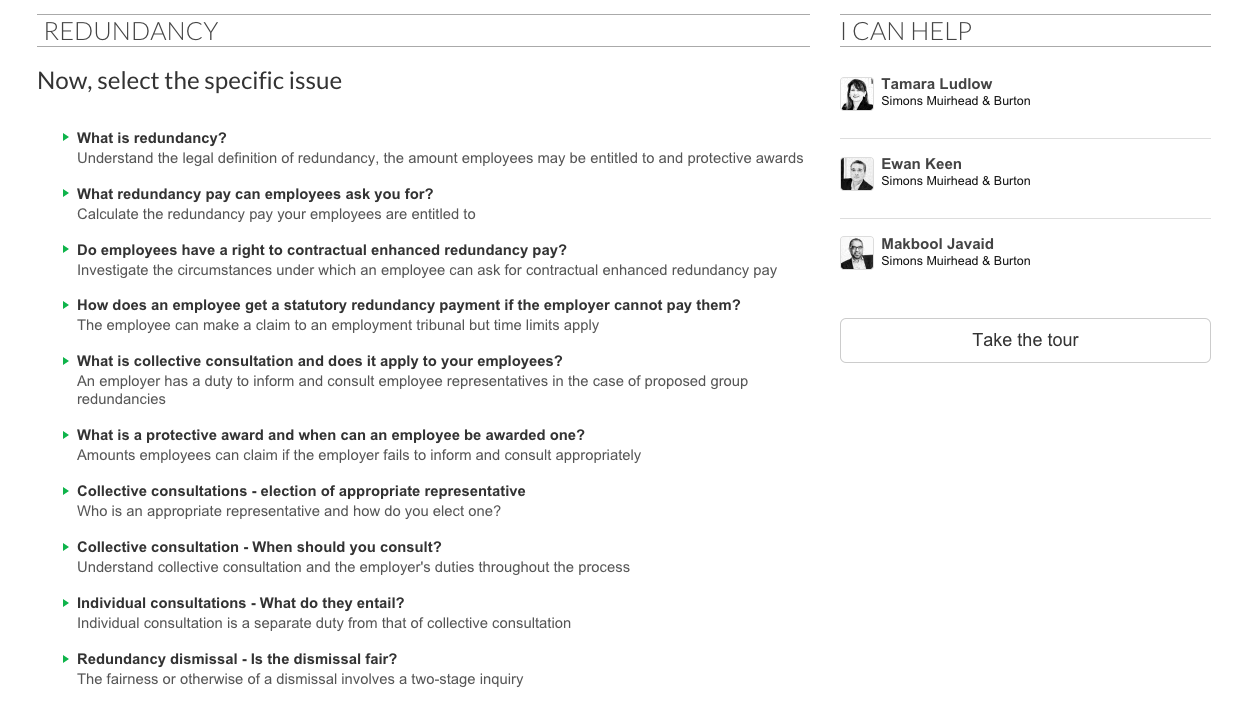 REDUNDANCY
Now, select the specific issue
What is redundancy?
Understand the legal definition of redundancy, the amount employees may be entitled to and protective awards
What redundancy pay can employees ask you for?
Calculate the redundancy pay your employees are entitled to
Do employees have a right to contractual enhanced redundancy pay?
Investigate the circumstances under which an employee can ask for contractual enhanced redundancy pay
How does an employee get a statutory redundancy payment if the employer cannot pay them?
The employee can make a claim to an employment tribunal but time limits apply
What is collective consultation and does it apply to your employees?
An employer has a duty to inform and consult employee representatives in the case of proposed group
redundancies
What is a protective award and when can an employee be awarded one?
Amounts employees can claim if the employer fails to inform and consult appropriately
Collective consultations - election of appropriate representative
Who is an appropriate representative and how do you elect one?
Collective consultation - When should you consult?
Understand collective consultation and the employer's duties throughout the process
Individual consultations - What do they entail?
Individual consultation is a separate duty from that of collective consultation
Redundancy dismissal - Is the dismissal fair?
The fairness or otherwise of a dismissal involves a two-stage inquiry
I CAN HELP
Tamara Ludlow
Simons Muirhead & Burton
Ewan Keen
Simons Muirhead & Burton
Makbool Javaid
Simons Muirhead & Burton
Take the tour